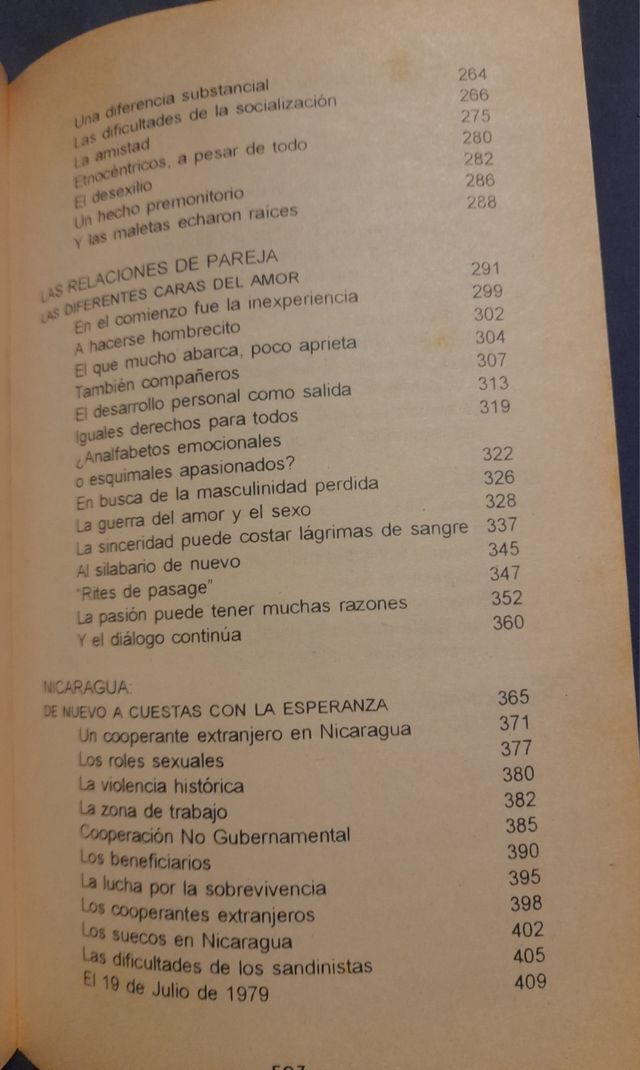 Una diferencia substancial 264
Las dificultades de la socialización 266
La amistad 275
Etnocéntricos, a pesar de todo 280
El desexilio 282
Un hecho premonitorio 286
Y las maletas echaron raíces 288
LAS RELACIONES DE PAREJA
LAS DIFERENTES CARAS DEL AMOR 291
En el comienzo fue la inexperiencia 299
A hacerse hombrecito 302
El que mucho abarca, poco aprieta 304
También compañeros 307
El desarrollo personal como salida 313
Iguales derechos para todos 319
¿Analfabetos emocionales
o esquimales apasionados? 322
En busca de la masculinidad perdida 326
La guerra del amor y el sexo 328
La sinceridad puede costar lágrimas de sangre 337
Al silabario de nuevo 345
"Rites de pasage" 347
La pasión puede tener muchas razones 352
Y el diálogo continúa 360
NICARAGUA:
DE NUEVO A CUESTAS CON LA ESPERANZA 365
Un cooperante extranjero en Nicaragua 371
Los roles sexuales 377
La violencia histórica 380
La zona de trabajo 382
Cooperación No Gubernamental 385
Los beneficiarios 390
La lucha por la sobrevivencia 395
Los cooperantes extranjeros 398
Los suecos en Nicaragua 402
Las dificultades de los sandinistas 405
El 19 de Julio de 1979 409